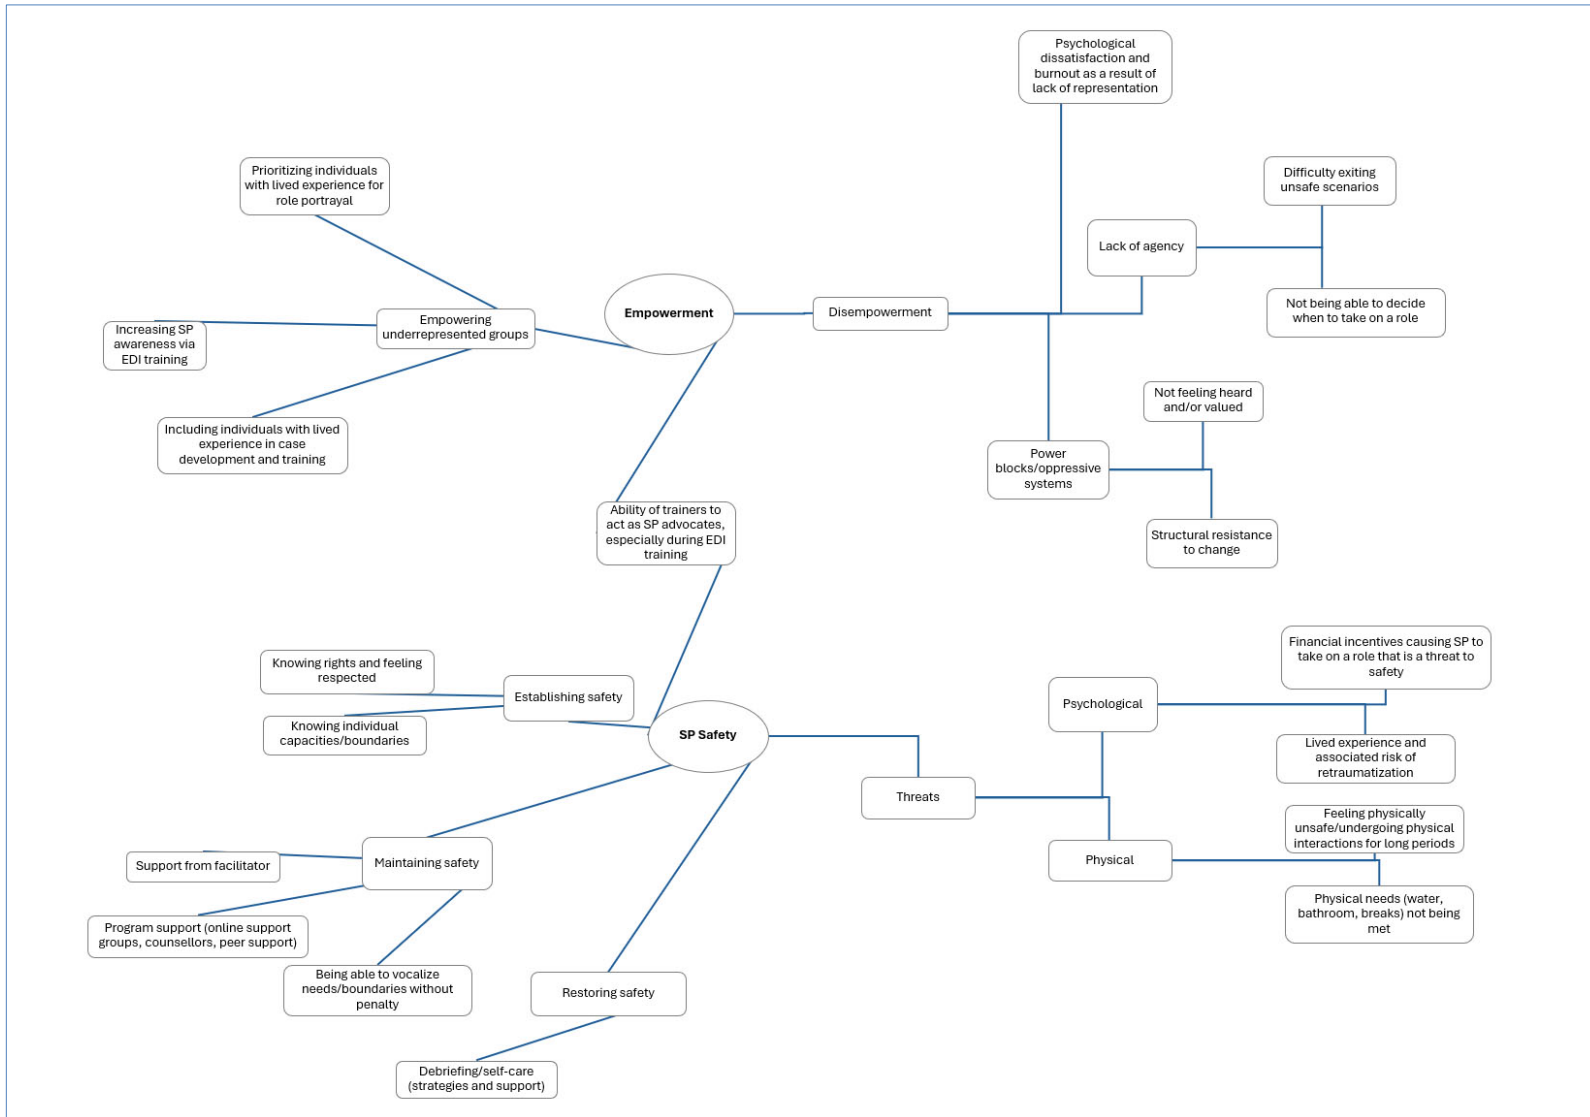 Psychological
dissatisfaction and
burnout as a result of
lack of representation
Prioritizing individuals
with lived experience for
role portrayal
Difficulty exiting
unsafe scenarios
Lack of agency
Not being able to decide
when to take on a role
Empowerment
Disempowerment
Empowering
underrepresented groups
Increasing SP
awareness via
EDI training
Including individuals with lived
experience in case
development and training
Not feeling heard
and/or valued
Power
blocks/oppressive
systems
Structural resistance
to change
Ability of trainers to
act as SP advocates,
especially during EDI
training
Knowing rights and feeling
respected
Establishing safety
Knowing individual
capacities/boundaries
SP Safety
Financial incentives causing SP to
take on a role that is a threat to
safety
Psychological
Lived experience and
associated risk of
retraumatization
Threats
Feeling physically
unsafe/undergoing physical
interactions for long periods
Physical
Physical needs (water,
bathroom, breaks) not being
met
Maintaining safety
Support from facilitator
Program support (online support
groups, counsellors, peer support)
Being able to vocalize
needs/boundaries without
penalty
Restoring safety
Debriefing/self-care
(strategies and support)